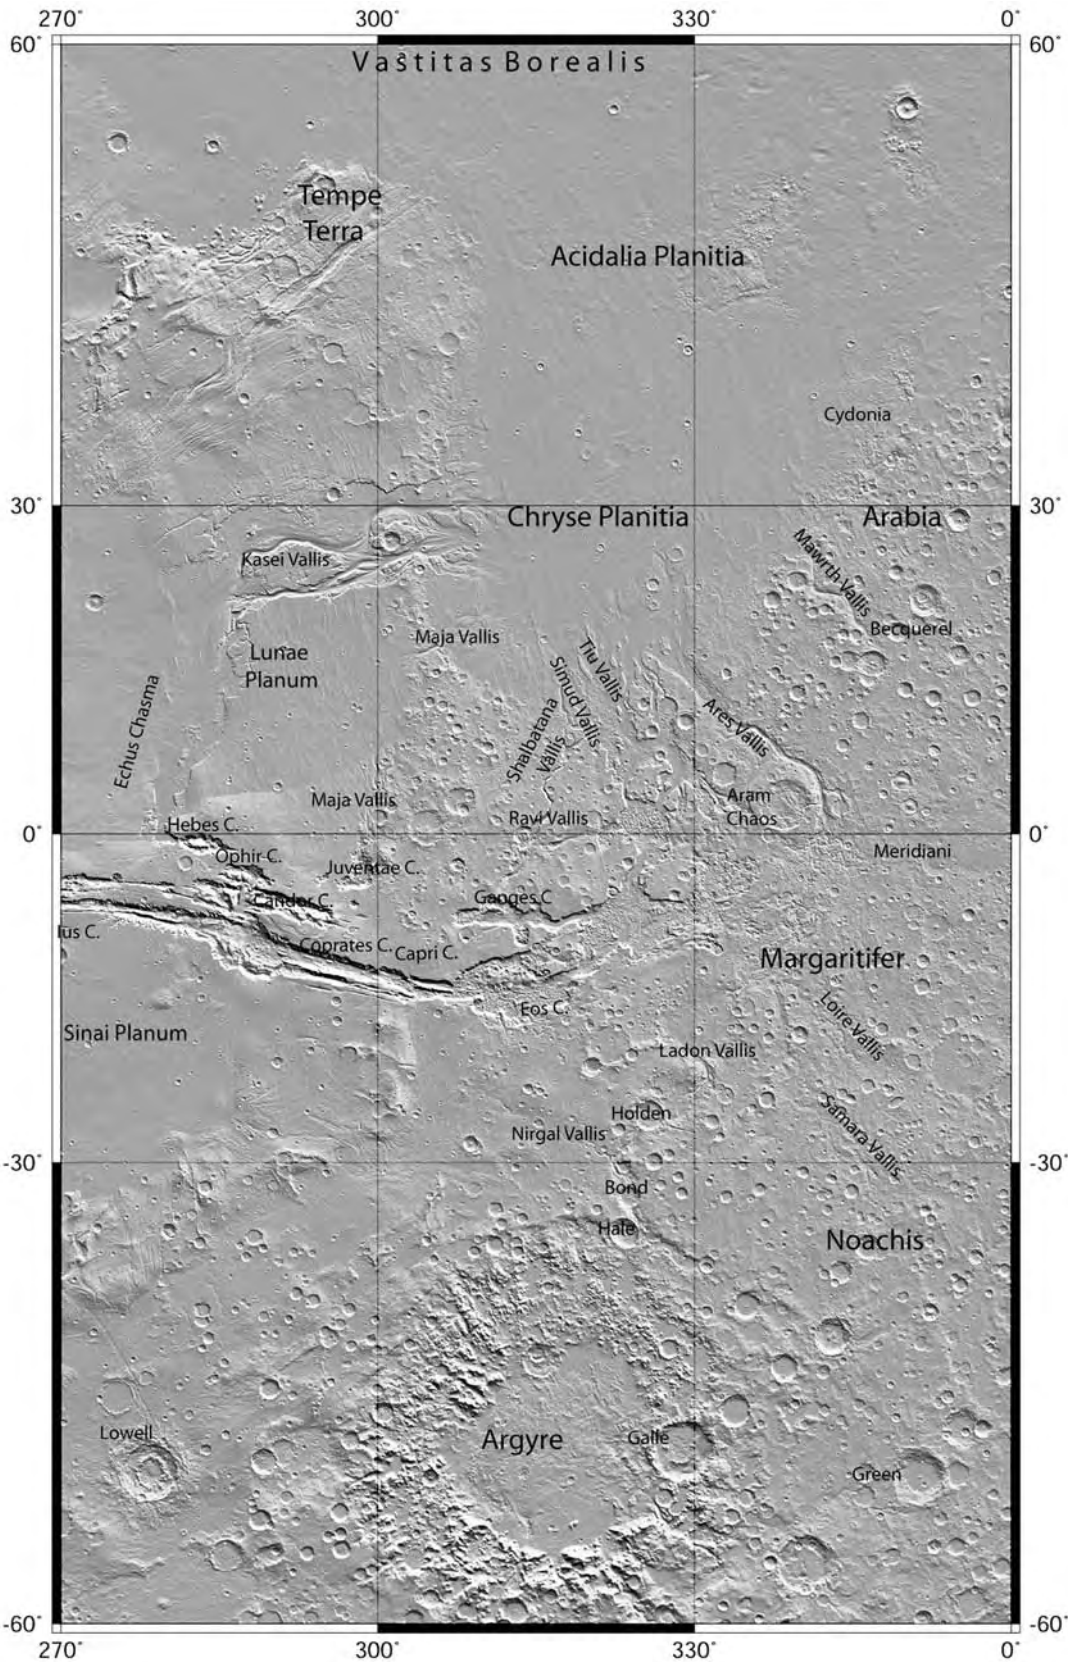 270°
300°
330°
0°
60°
60°
Vastitas Borealis
Tempe
Terra
Acidalia Planitia
Cydonia
30°
30°
Chryse Planitia
Arabia
Kasei Vallis
Mawrth Vallis
Becquerel
Maja Vallis
Lunae
Planum
Tiu Vallis
Simud Vallis
Echus Chasma
Shalbatana
Vallis
Ares Vallis
Aram
Chaos
Maja Vallis
Ravi Vallis
0°
0°
Hebes C.
Ophir C.
Meridiani
Juventae C.
Candor C.
Ganges C
Ius C.
Coprates C.
Capri C.
Margaritifer
Eos C.
Loire Vallis
Sinai Planum
Ladon Vallis
Holden
Nirgal Vallis
Samara Vallis
-30°
-30°
Bond
Hale
Noachis
Lowell
Argyre
Galle
Green
-60°
-60°
270°
300°
330°
0°